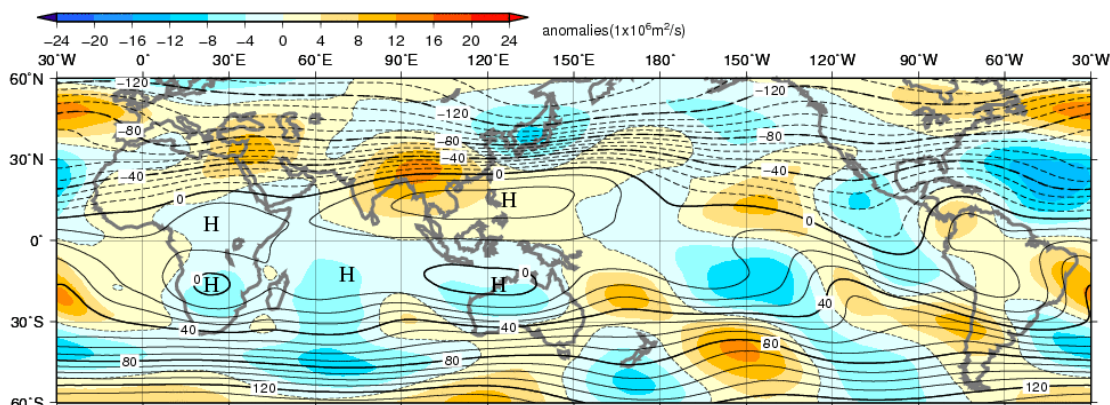 −24 −20 −16 −12 −8 −4 0 4 8 12 16 20 24 anomalies(1x10⁶m²/s)
30°W 0° 30°E 60°E 90°E 120°E 150°E 180° 150°W 120°W 90°W 60°W 30°W
60°N
−120 −120
−120
−80 −80 −80
−40
30°N
−40 0 −40
0 H 0
H
0°
H
0 H H 0
40
30°S
40 40
80 80 80
120 120
60°S